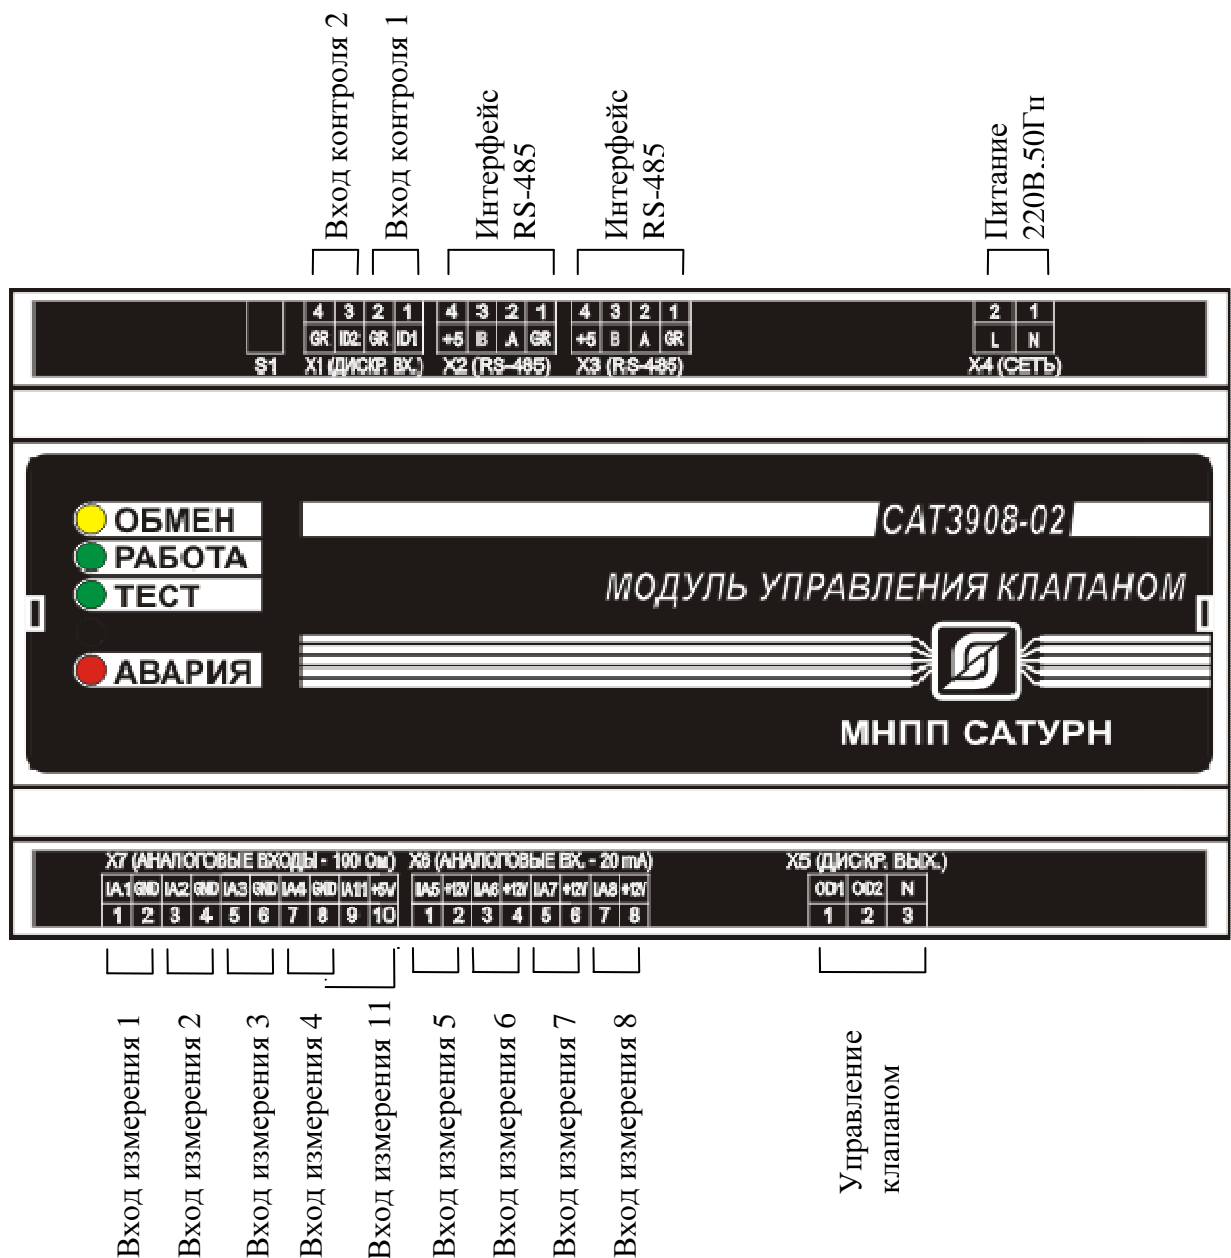 Вход контроля 2
Вход контроля 1
Интерфейс
RS-485
Интерфейс
RS-485
Питание
220В.50Гп
4 3 2 1
GR ID2 GR ID1
S1
X1 (ДИСКР. ВХ.)
4 3 2 1
+5 B A GR
X2 (RS-485)
4 3 2 1
+5 B A GR
X3 (RS-485)
2 1
L N
X4 (СЕТЬ)
ОБМЕН
РАБОТА
ТЕСТ
АВАРИЯ
САТ3908-02
МОДУЛЬ УПРАВЛЕНИЯ КЛАПАНОМ
МНПП САТУРН
X7 (АНАЛОГОВЫЕ ВХОДЫ - 100 Ом)
IA1 GND IA2 GND IA3 GND IA4 GND IA11 +5V
1 2 3 4 5 6 7 8 9 10
X6 (АНАЛОГОВЫЕ ВХ. - 20 mA)
IA5 +12V IA6 +12V IA7 +12V IA8 +12V
1 2 3 4 5 6 7 8
X5 (ДИСКР. ВЫХ.)
OD1 OD2 N
1 2 3
Вход измерения 1
Вход измерения 2
Вход измерения 3
Вход измерения 4
Вход измерения 11
Вход измерения 5
Вход измерения 6
Вход измерения 7
Вход измерения 8
Управление
клапаном